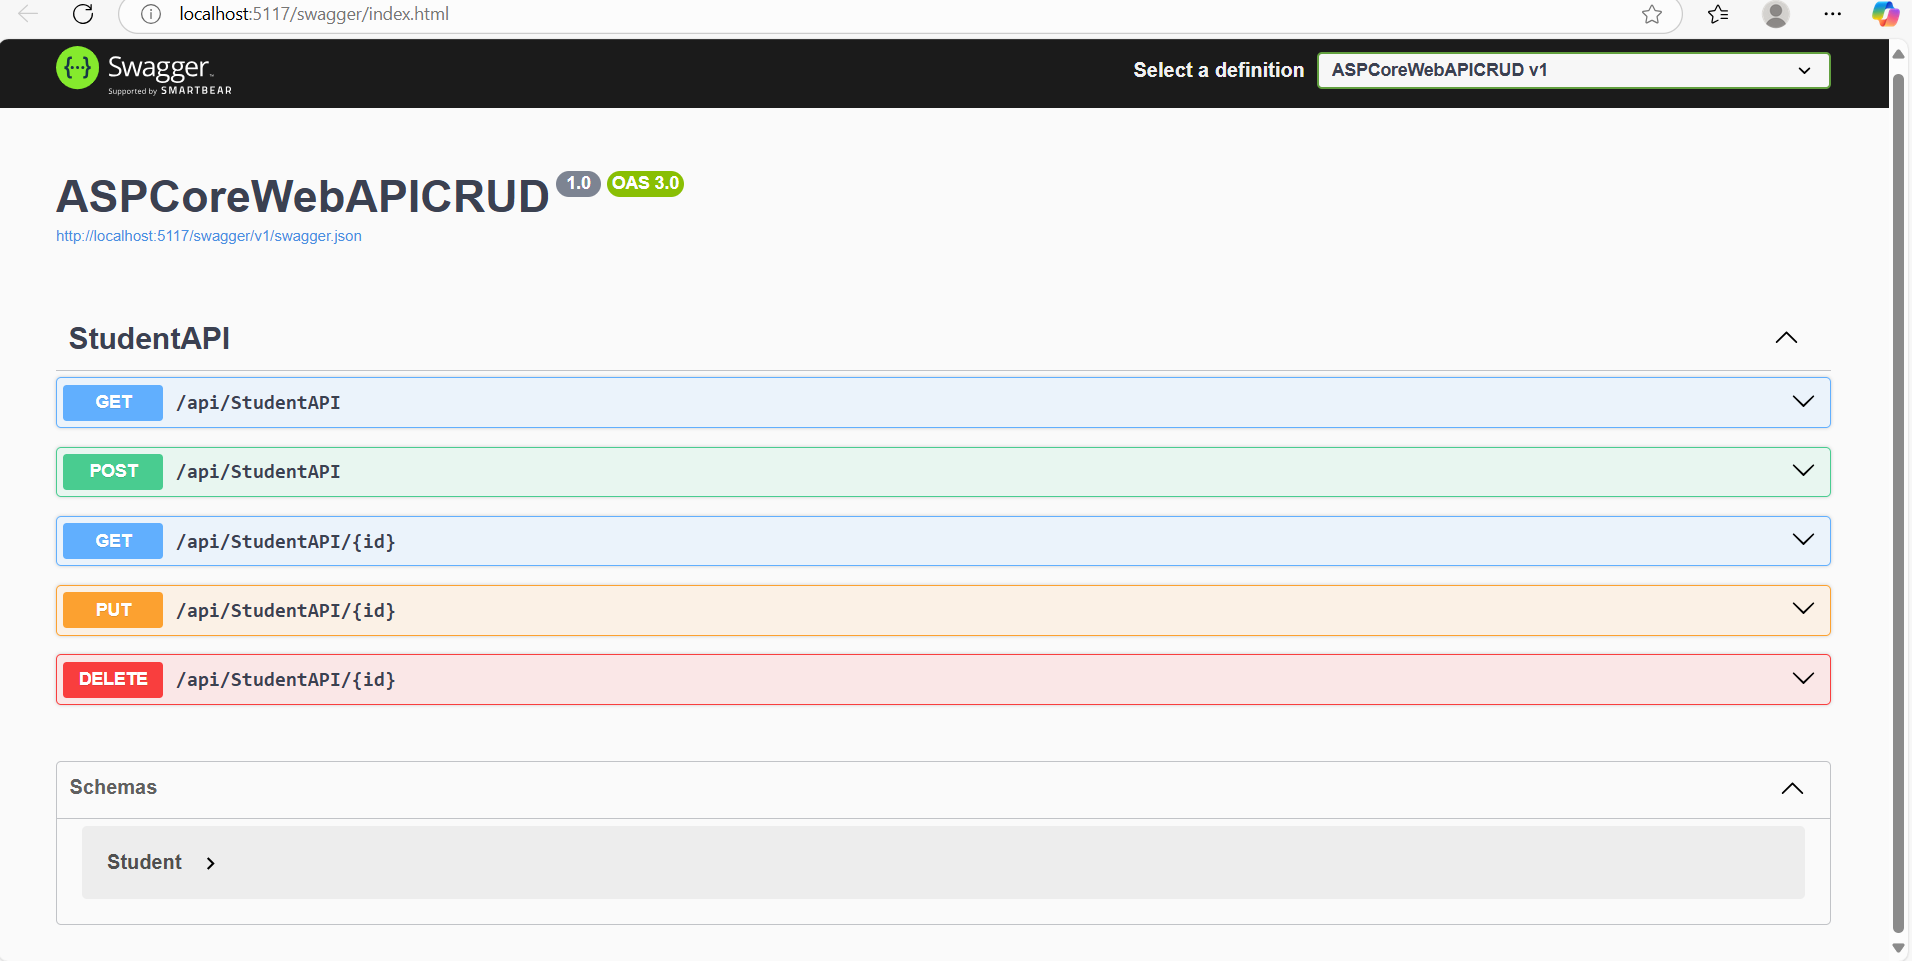 localhost:5117/swagger/index.html
Swagger
Supported by SMARTBEAR
Select a definition
ASPCoreWebAPICRUD v1
ASPCoreWebAPICRUD 1.0 OAS 3.0
http://localhost:5117/swagger/v1/swagger.json
StudentAPI
GET /api/StudentAPI
POST /api/StudentAPI
GET /api/StudentAPI/{id}
PUT /api/StudentAPI/{id}
DELETE /api/StudentAPI/{id}
Schemas
Student